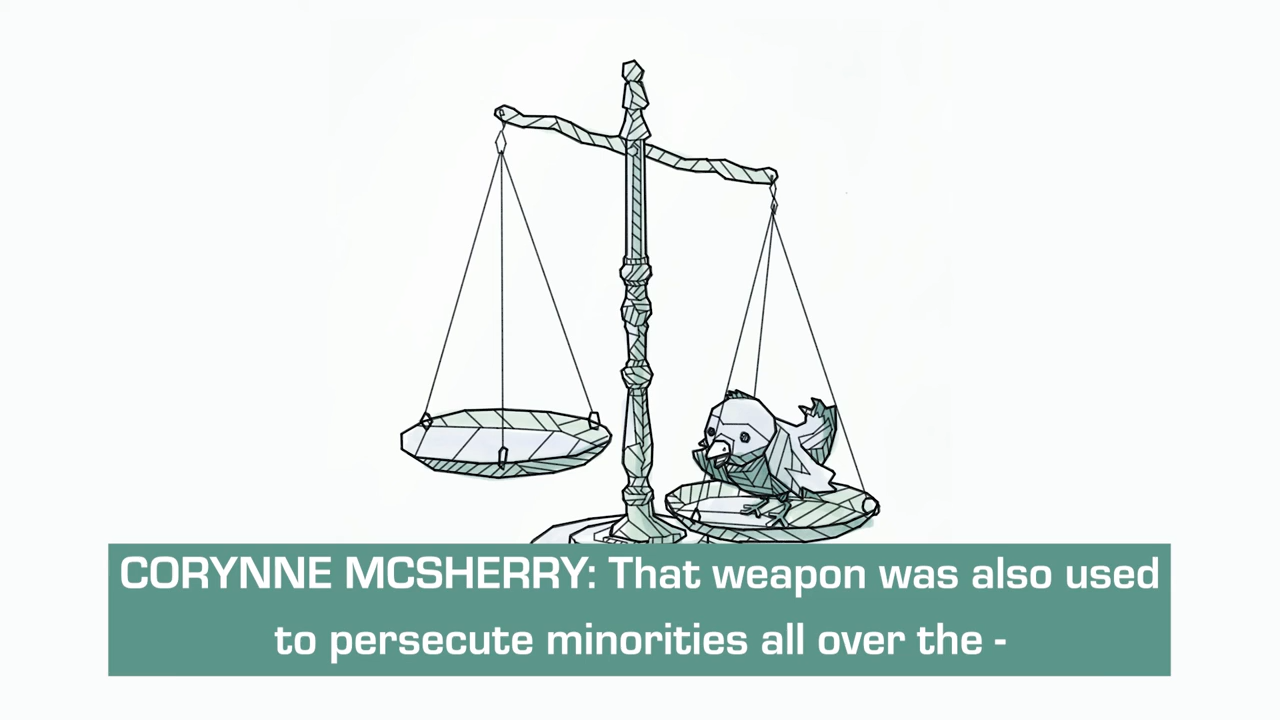 CORYNNE MCSHERRY: That weapon was also used
to persecute minorities all over the -